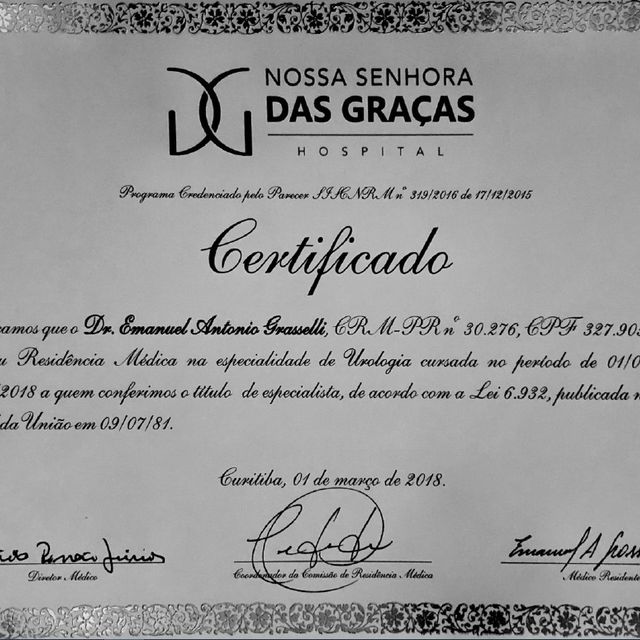 NOSSA SENHORA
DAS GRAÇAS
HOSPITAL
Programa Credenciado pelo Parecer SISCNRM nº 319/2016 de 17/12/2015
Certificado
camos que o Dr. Emanuel Antonio Grasselli, CRM-PR nº 30.276, CPF 327.903
u Residência Médica na especialidade de Urologia cursada no período de 01/0
2018 a quem conferimos o título de especialista, de acordo com a Lei 6.932, publicada n
da União em 09/07/81.
Curitiba, 01 de março de 2018.
Emanuel A Grass
Diretor Médico
Coordenador da Comissão de Residência Médica
Médico Residente